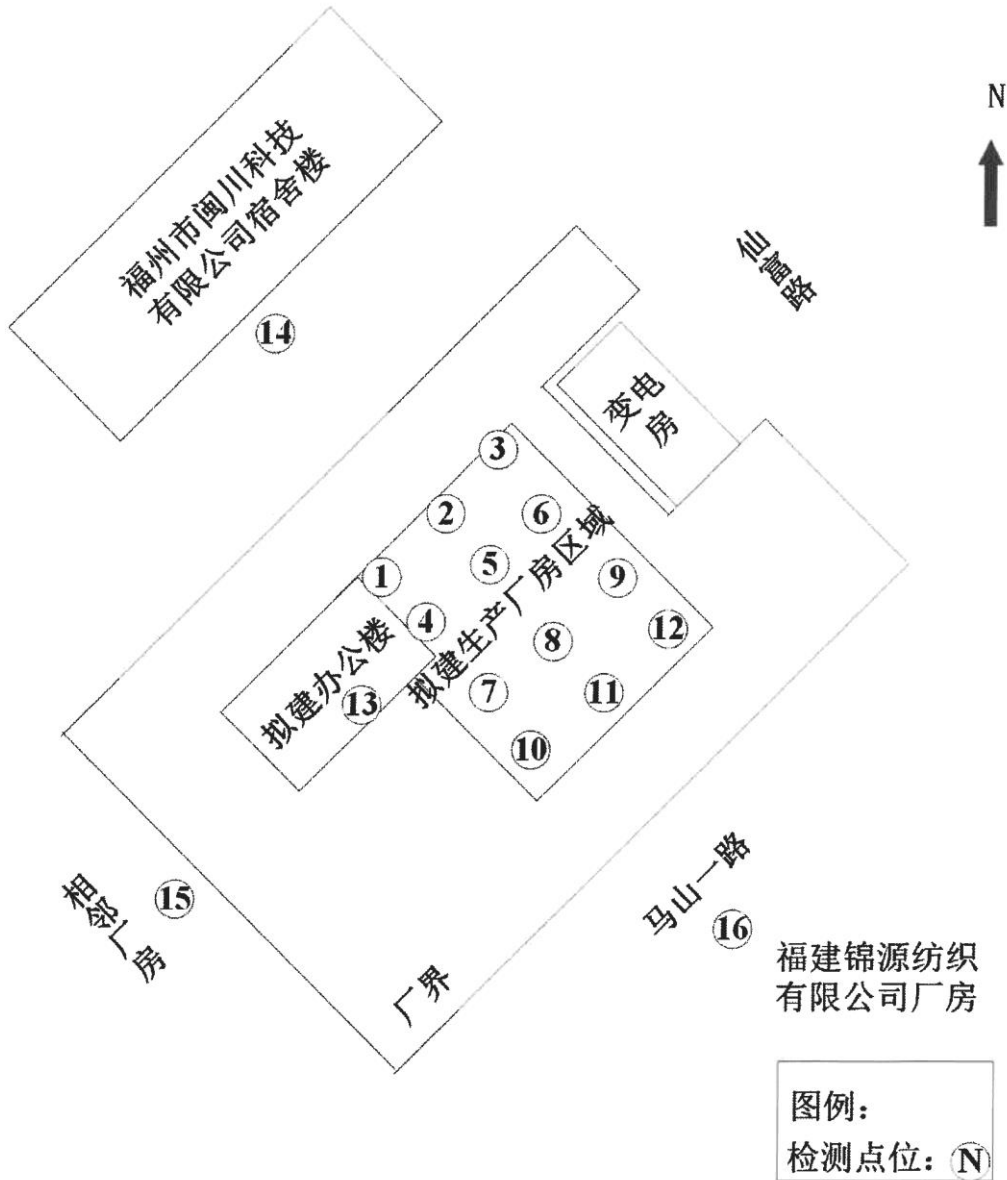 N
仙富路
福州市闽川科技
有限公司宿舍楼
14
变电
房
3
2
6
1
5
9
4
8
12
拟建生产厂房区域
拟建办公楼
13
7
11
10
相邻厂房
15
马山一路
16
福建锦源纺织
有限公司厂房
厂界
图例：
检测点位：N